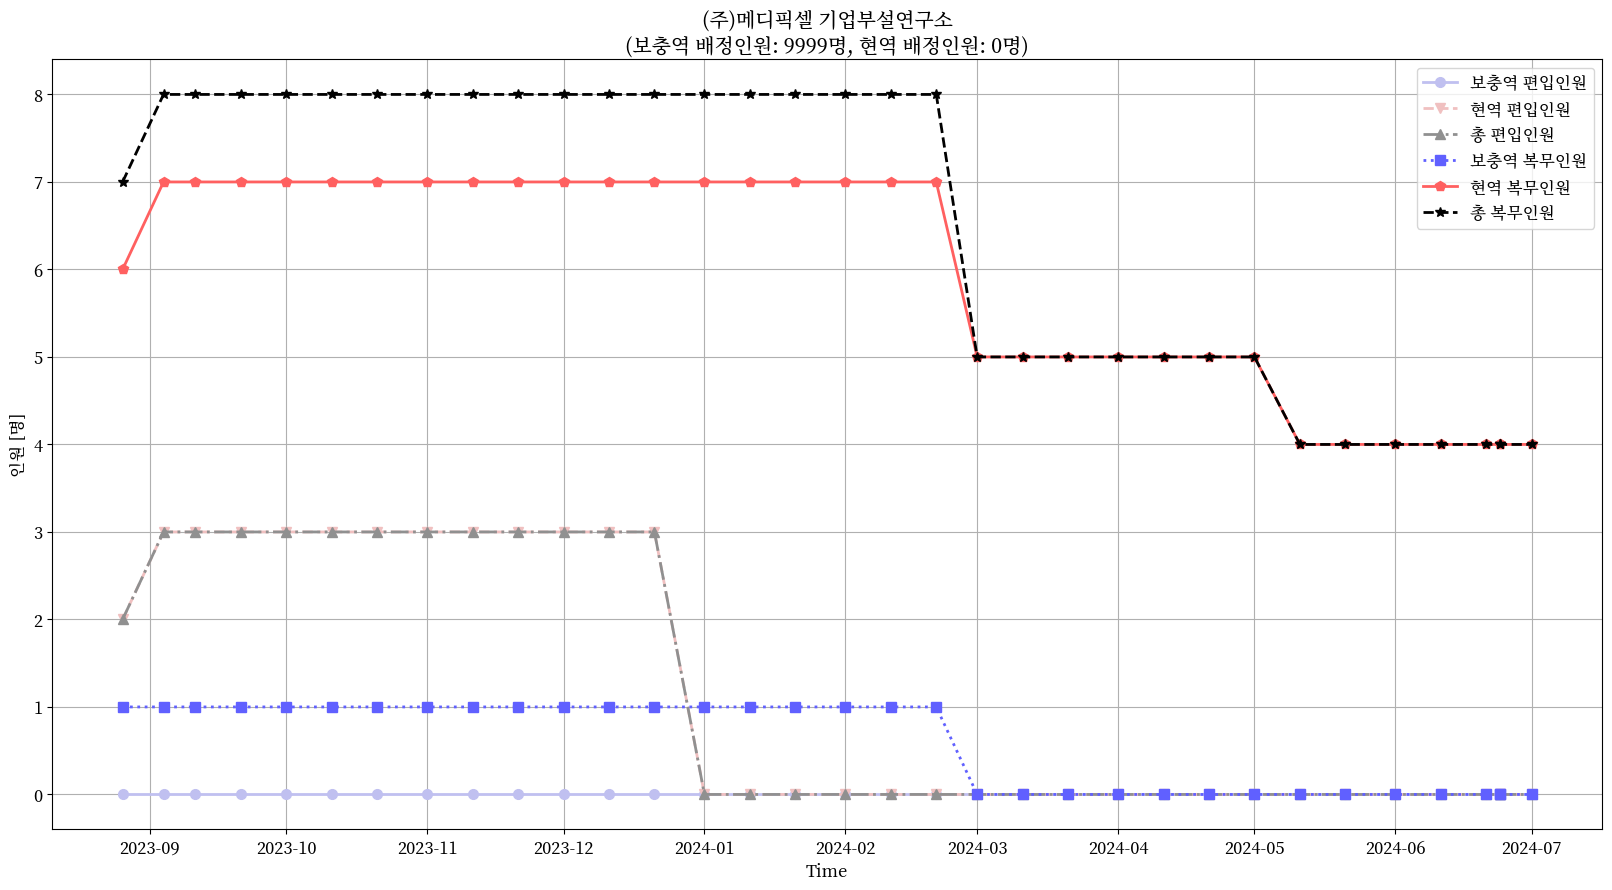 (주)메디픽셀 기업부설연구소
(보충역 배정인원: 9999명, 현역 배정인원: 0명)
보충역 편입인원
현역 편입인원
총 편입인원
보충역 복무인원
현역 복무인원
총 복무인원
인원 [명]
8
7
6
5
4
3
2
1
0
2023-09
2023-10
2023-11
2023-12
2024-01
2024-02
2024-03
2024-04
2024-05
2024-06
2024-07
Time